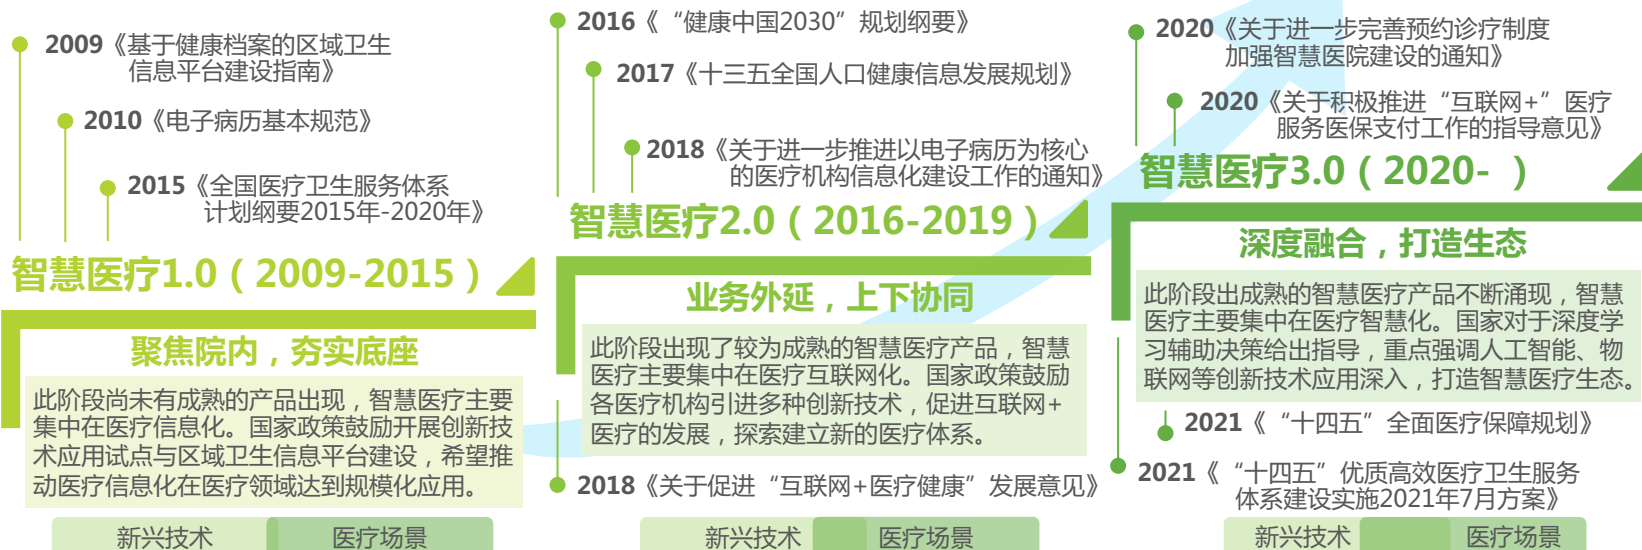 2009《基于健康档案的区域卫生
信息平台建设指南》
2010《电子病历基本规范》
2015《全国医疗卫生服务体系
计划纲要2015年-2020年》
智慧医疗1.0（2009-2015）
聚焦院内，夯实底座
此阶段尚未有成熟的产品出现，智慧医疗主要
集中在医疗信息化。国家政策鼓励开展创新技
术应用试点与区域卫生信息平台建设，希望推
动医疗信息化在医疗领域达到规模化应用。
新兴技术 医疗场景
2016《“健康中国2030”规划纲要》
2017《十三五全国人口健康信息发展规划》
2018《关于进一步推进以电子病历为核心
的医疗机构信息化建设工作的通知》
智慧医疗2.0（2016-2019）
业务外延，上下协同
此阶段出现了较为成熟的智慧医疗产品，智慧
医疗主要集中在医疗互联网化。国家政策鼓励
各医疗机构引进多种创新技术，促进互联网+
医疗的发展，探索建立新的医疗体系。
2018《关于促进“互联网+医疗健康”发展意见》
新兴技术 医疗场景
2020《关于进一步完善预约诊疗制度
加强智慧医院建设的通知》
2020《关于积极推进“互联网+”医疗
服务医保支付工作的指导意见》
智慧医疗3.0（2020- ）
深度融合，打造生态
此阶段出成熟的智慧医疗产品不断涌现，智慧
医疗主要集中在医疗智慧化。国家对于深度学
习辅助决策给出指导，重点强调人工智能、物
联网等创新技术应用深入，打造智慧医疗生态。
2021《“十四五”全面医疗保障规划》
2021《“十四五”优质高效医疗卫生服务
体系建设实施2021年7月方案》
新兴技术 医疗场景